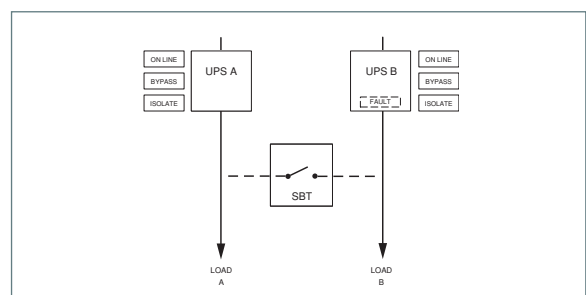 ON LINE
UPS A
UPS B
ON LINE
BYPASS
BYPASS
ISOLATE
FAULT
ISOLATE
SBT
LOAD
A
LOAD
B